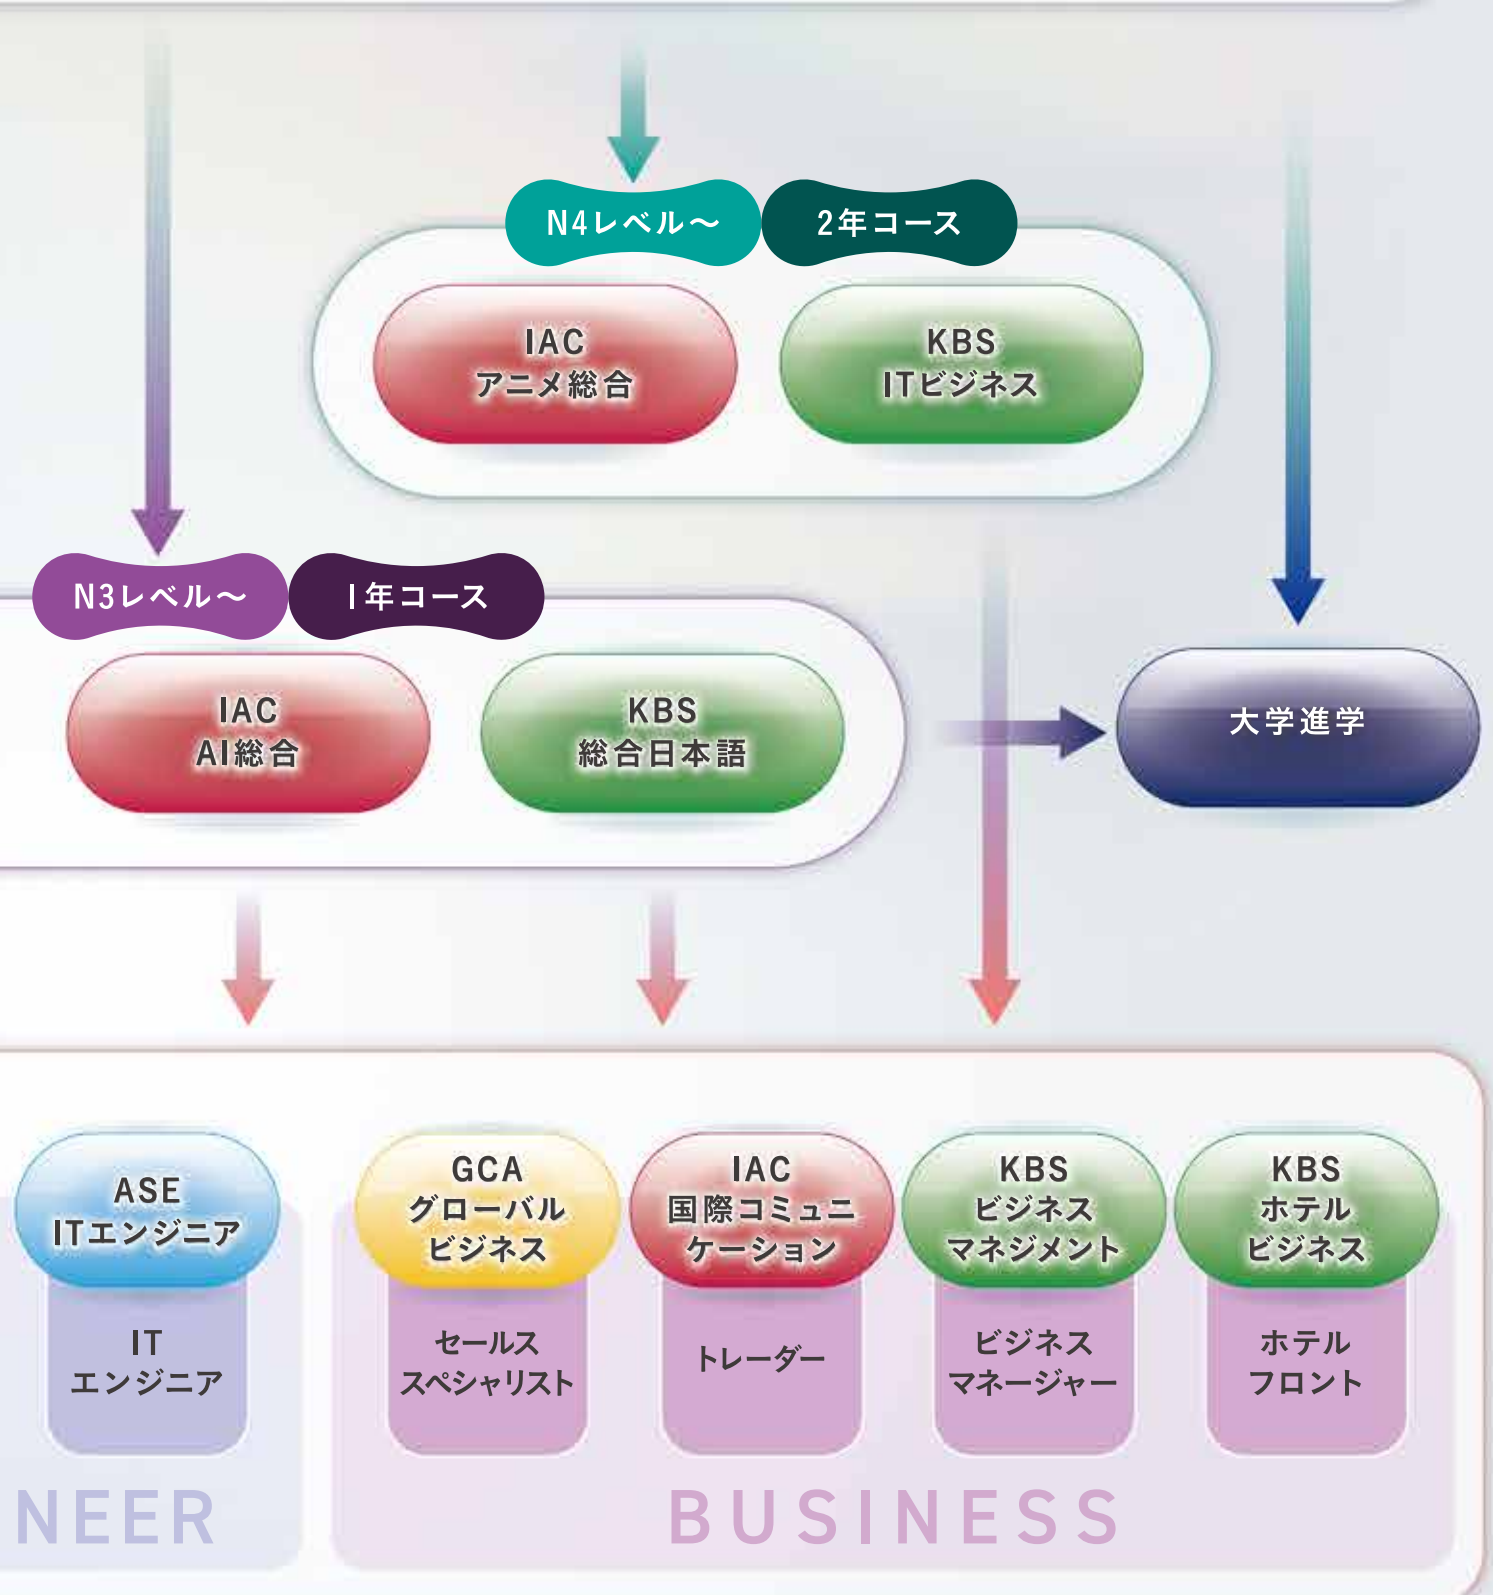 N4レベル～
2年コース
IAC
アニメ総合
KBS
ITビジネス
N3レベル～
1年コース
IAC
AI総合
KBS
総合日本語
大学進学
ASE
ITエンジニア
GCA
グローバル
ビジネス
IAC
国際コミュニ
ケーション
KBS
ビジネス
マネジメント
KBS
ホテル
ビジネス
IT
エンジニア
セールス
スペシャリスト
トレーダー
ビジネス
マネージャー
ホテル
フロント
NEER
BUSINESS